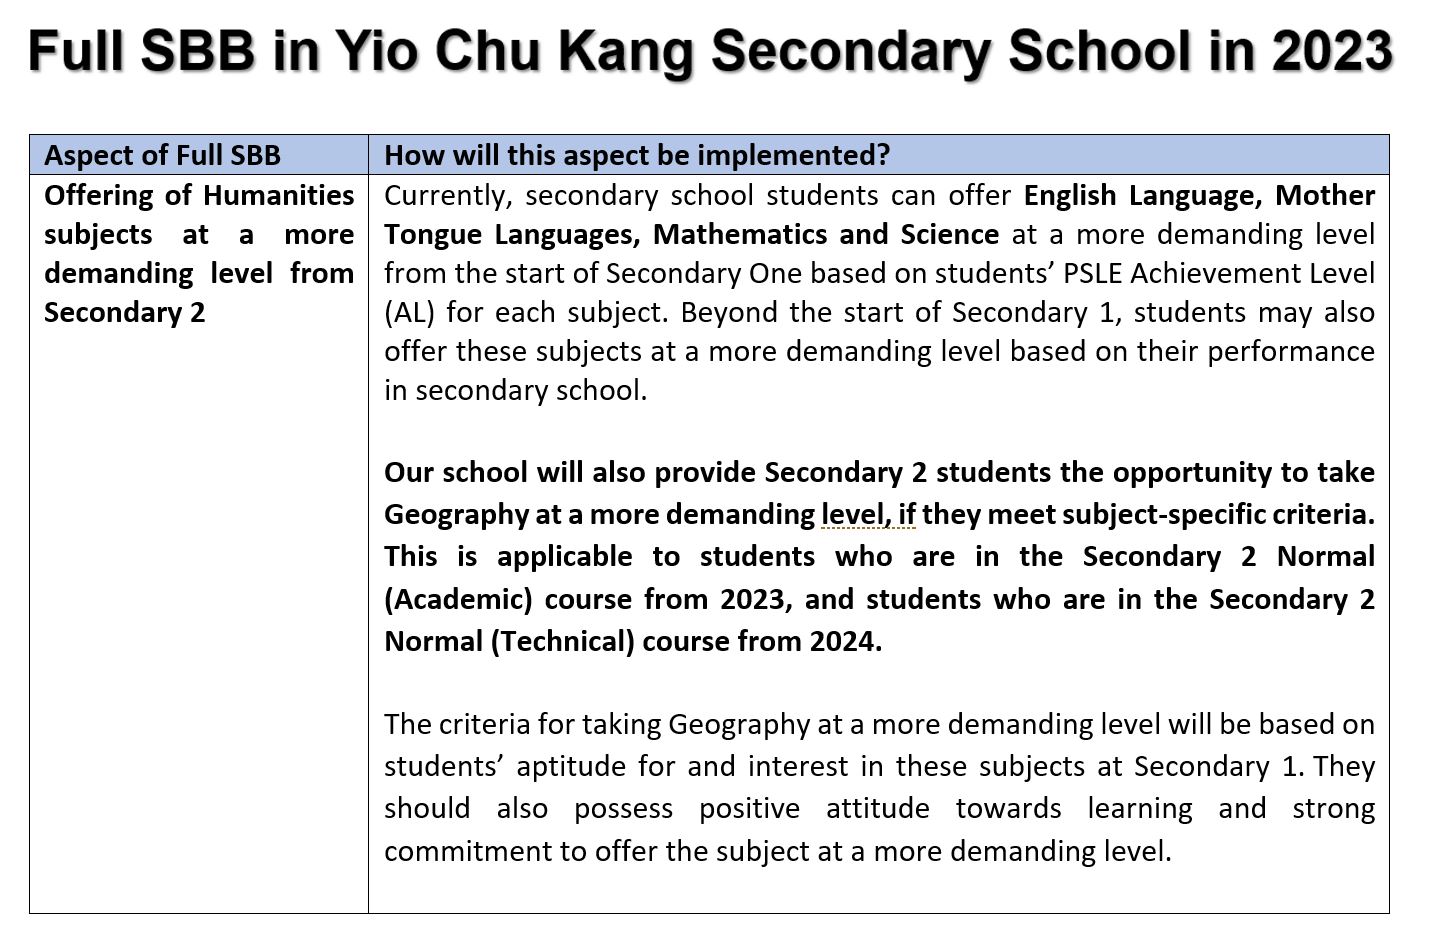 Full SBB in Yio Chu Kang Secondary School in 2023
Aspect of Full SBB
How will this aspect be implemented?
Offering of Humanities
subjects at a more
demanding level from
Secondary 2
Currently, secondary school students can offer English Language, Mother
Tongue Languages, Mathematics and Science at a more demanding level
from the start of Secondary One based on students’ PSLE Achievement Level
(AL) for each subject. Beyond the start of Secondary 1, students may also
offer these subjects at a more demanding level based on their performance
in secondary school.
Our school will also provide Secondary 2 students the opportunity to take
Geography at a more demanding level, if they meet subject-specific criteria.
This is applicable to students who are in the Secondary 2 Normal
(Academic) course from 2023, and students who are in the Secondary 2
Normal (Technical) course from 2024.
The criteria for taking Geography at a more demanding level will be based on
students’ aptitude for and interest in these subjects at Secondary 1. They
should also possess positive attitude towards learning and strong
commitment to offer the subject at a more demanding level.